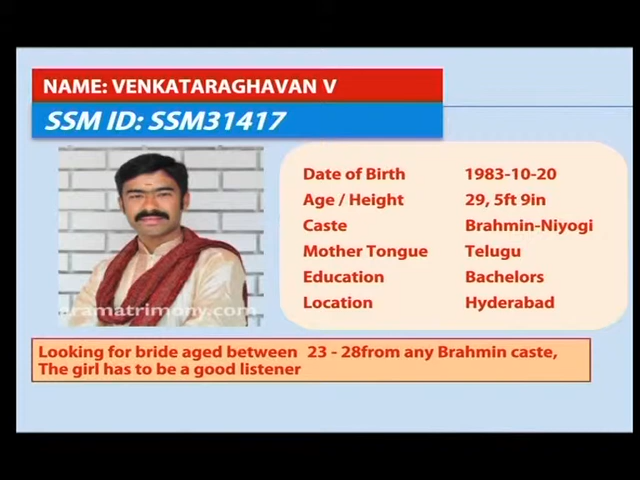 NAME: VENKATARAGHAVAN V
SSM ID: SSM31417
Date of Birth 1983-10-20
Age / Height 29, 5ft 9in
Caste Brahmin-Niyogi
Mother Tongue Telugu
Education Bachelors
Location Hyderabad
ramatrimony.com
Looking for bride aged between 23 - 28from any Brahmin caste,
The girl has to be a good listener